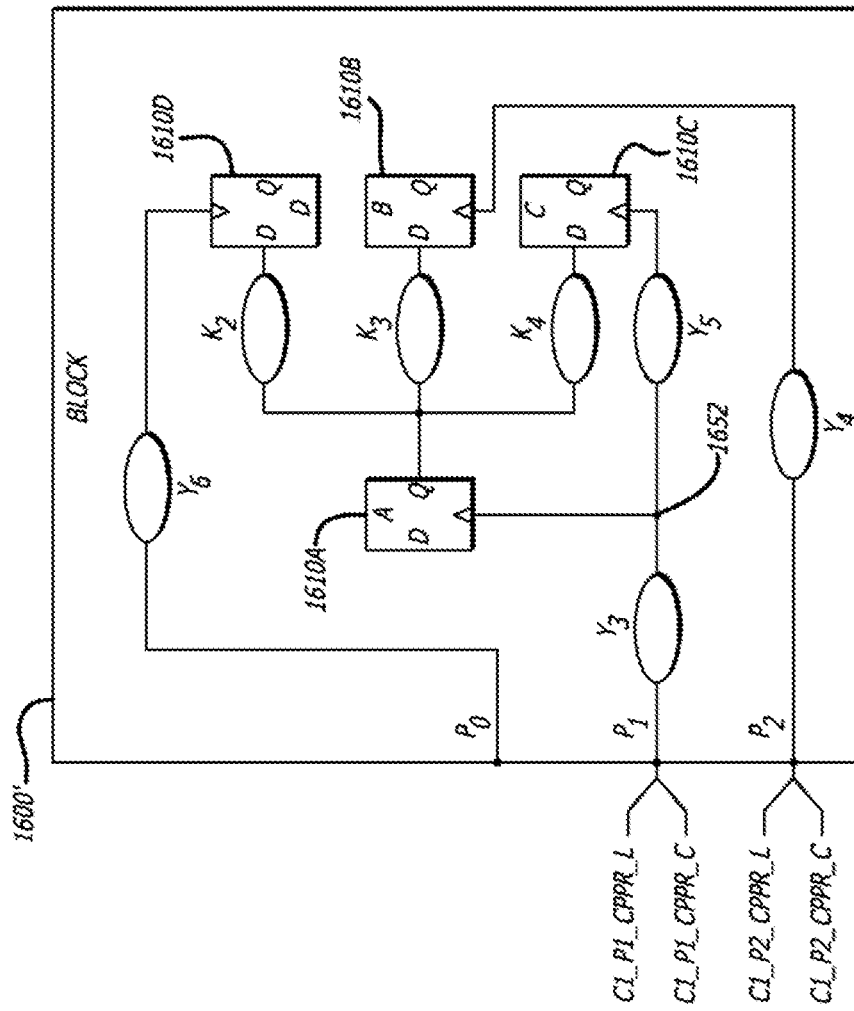 1600'
BLOCK
Y6
1610D
D Q
D
K2
1610A
A
D Q
K3
1610B
B
D Q
K4
C
D Q
1610C
P0
P1
Y3
1652
Y5
P2
Y4
C1_P1_CPPR_L
C1_P1_CPPR_C
C1_P2_CPPR_L
C1_P2_CPPR_C